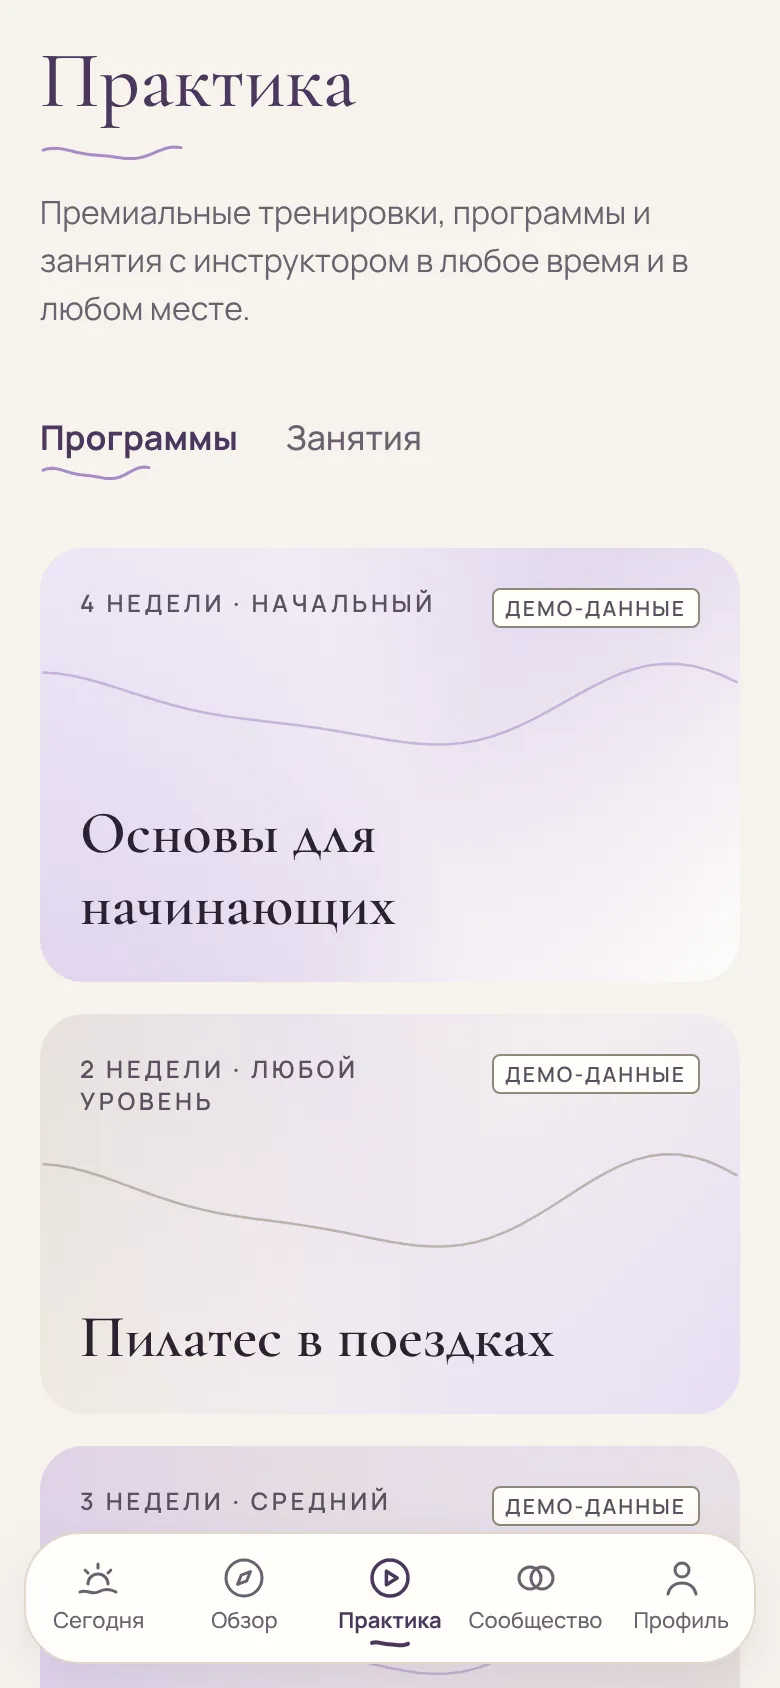 Практика
Премиальные тренировки, программы и
занятия с инструктором в любое время и в
любом месте.
Программы Занятия
4 НЕДЕЛИ · НАЧАЛЬНЫЙ ДЕМО-ДАННЫЕ
Основы для
начинающих
2 НЕДЕЛИ · ЛЮБОЙ
УРОВЕНЬ
ДЕМО-ДАННЫЕ
Пилатес в поездках
3 НЕДЕЛИ · СРЕДНИЙ ДЕМО-ДАННЫЕ
Сегодня Обзор Практика Сообщество Профиль